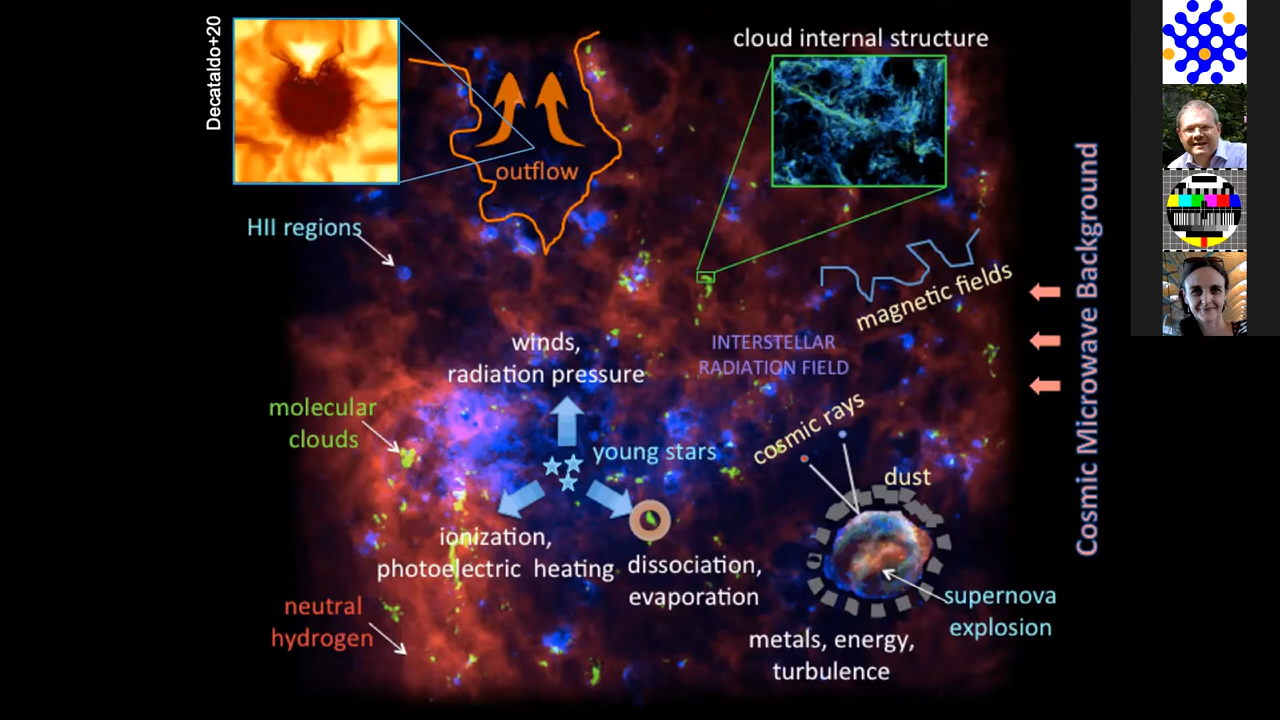 Decataldo+20
cloud internal structure
outflow
HII regions
magnetic fields
Cosmic Microwave Background
winds,
radiation pressure
INTERSTELLAR
RADIATION FIELD
molecular
clouds
young stars
cosmic rays
dust
ionization,
photoelectric heating
dissociation,
evaporation
neutral
hydrogen
supernova
explosion
metals, energy,
turbulence